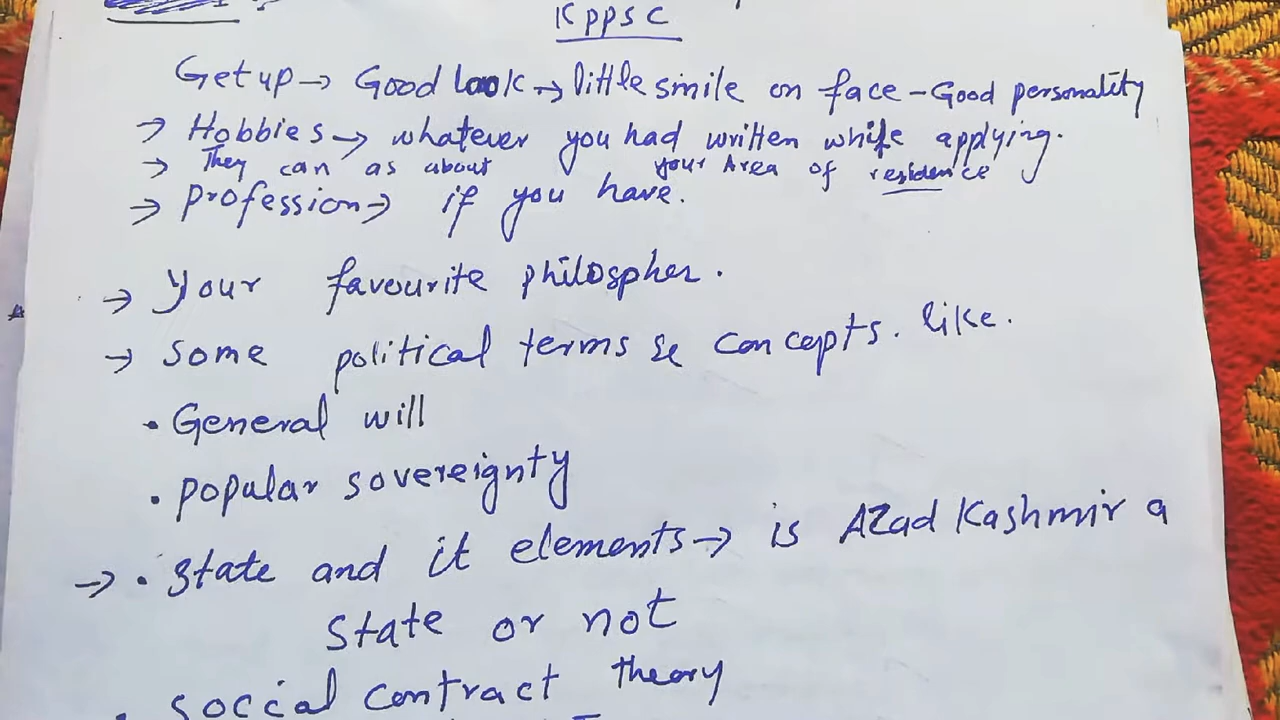 KPPSC
Get up → Good look → little smile on face - Good personality
→ Hobbies → whatever you had written while applying.
→ They can as about your Area of residence
→ profession → if you have.
→ your favourite philospher.
→ some political terms & concepts. like.
• General will
• popular sovereignty
→ • state and it elements → is Azad Kashmir a
state or not
• social contract theory